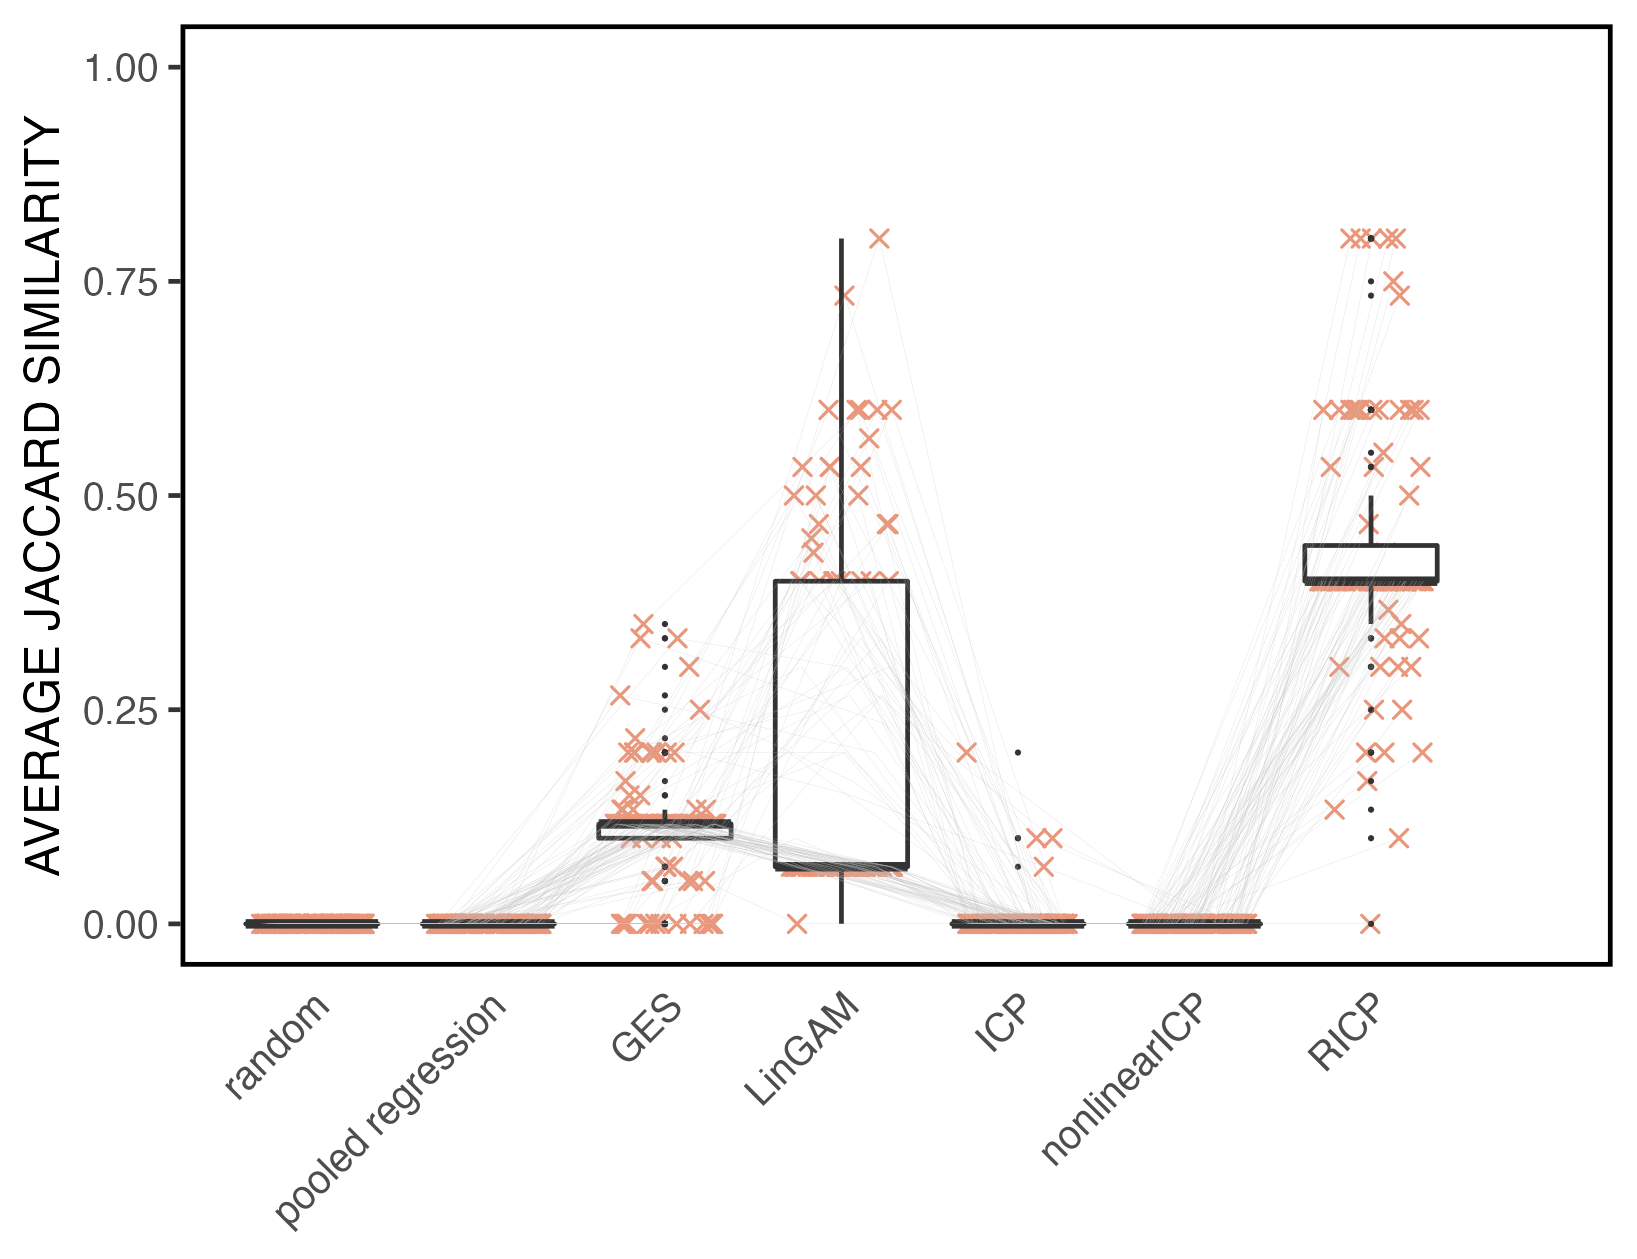 AVERAGE JACCARD SIMILARITY
1.00
0.75
0.50
0.25
0.00
random
pooled regression
GES
LinGAM
ICP
nonlinearICP
RICP